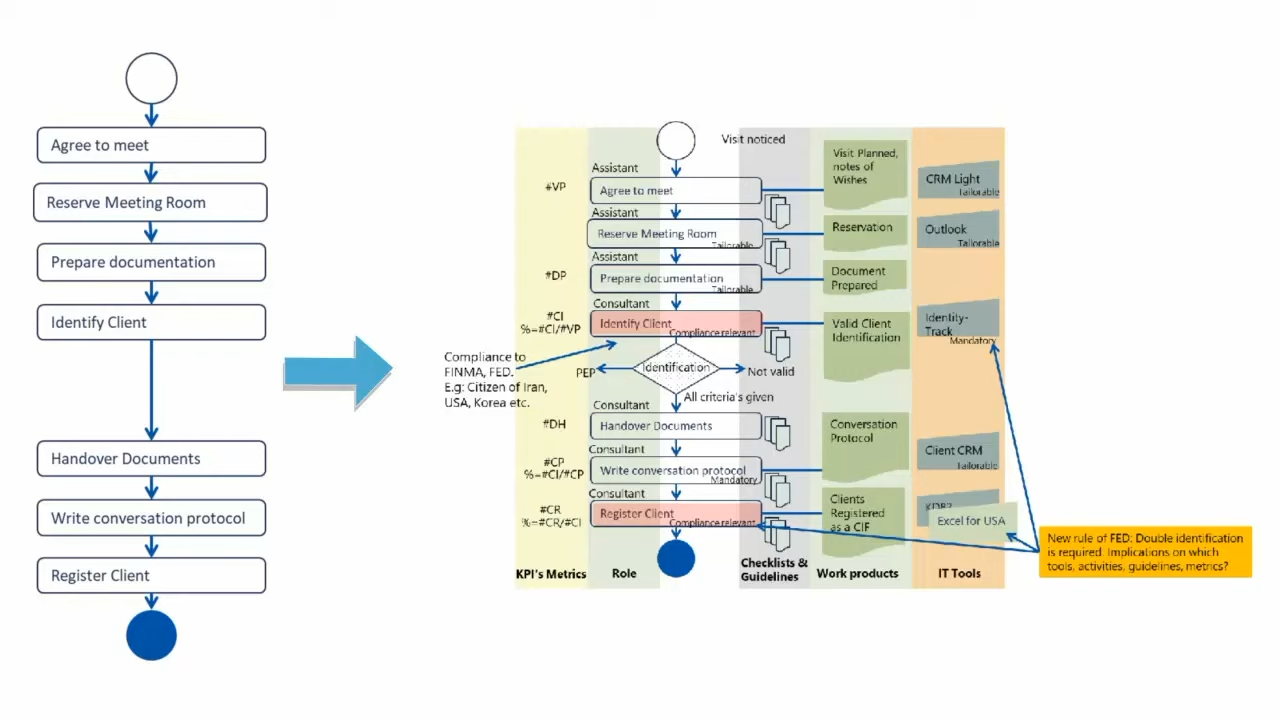 Agree to meet
Reserve Meeting Room
Prepare documentation
Identify Client
Handover Documents
Write conversation protocol
Register Client
Visit noticed
Assistant
#VP
Agree to meet
Visit Planned,
notes of
Wishes
CRM Light
Tailorable
Assistant
Reserve Meeting Room
Tailorable
Reservation
Outlook
Tailorable
Assistant
#DP
Prepare documentation
Tailorable
Document
Prepared
Consultant
#CI
%=#CI/#VP
Identify Client
Compliance relevant
Valid Client
Identification
Identity-
Track
Mandatory
Compliance to
FINMA, FED.
E.g: Citizen of Iran,
USA, Korea etc.
PEP
Identification
Not valid
All criteria's given
Consultant
#DH
Handover Documents
Conversation
Protocol
Consultant
#CP
%=#CI/#CP
Write conversation protocol
Mandatory
Client CRM
Tailorable
Consultant
#CR
%=#CR/#CI
Register Client
Compliance relevant
Clients
Registered
as a CIF
Excel for USA
New rule of FED: Double identification
is required. Implications on which
tools, activities, guidelines, metrics?
KPI's Metrics
Role
Checklists &
Guidelines
Work products
IT Tools